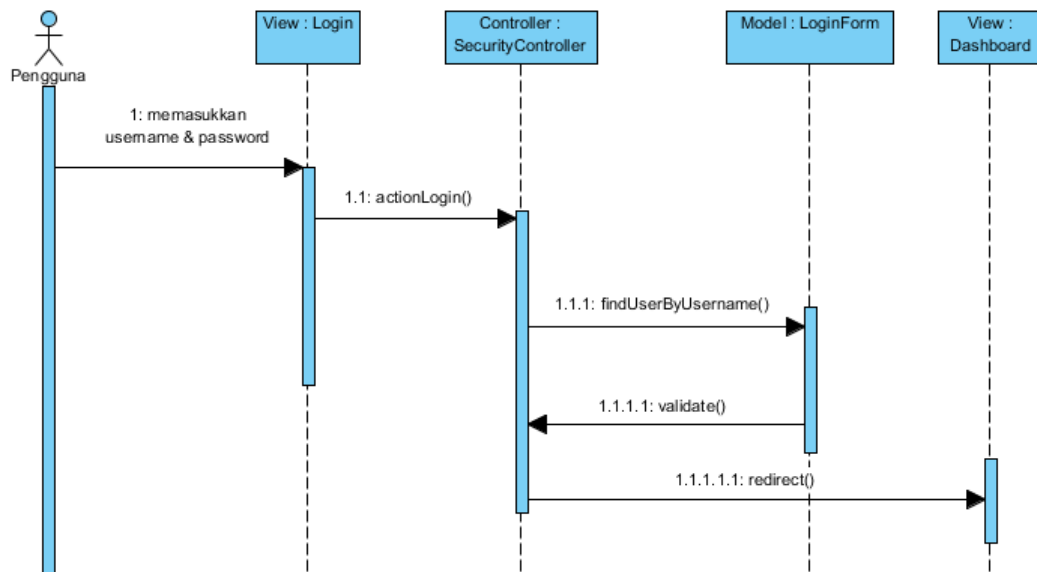 View : Login
Controller :
SecurityController
Model : LoginForm
View :
Dashboard
Pengguna
1: memasukkan
username & password
1.1: actionLogin()
1.1.1: findUserByUsername()
1.1.1.1: validate()
1.1.1.1.1: redirect()